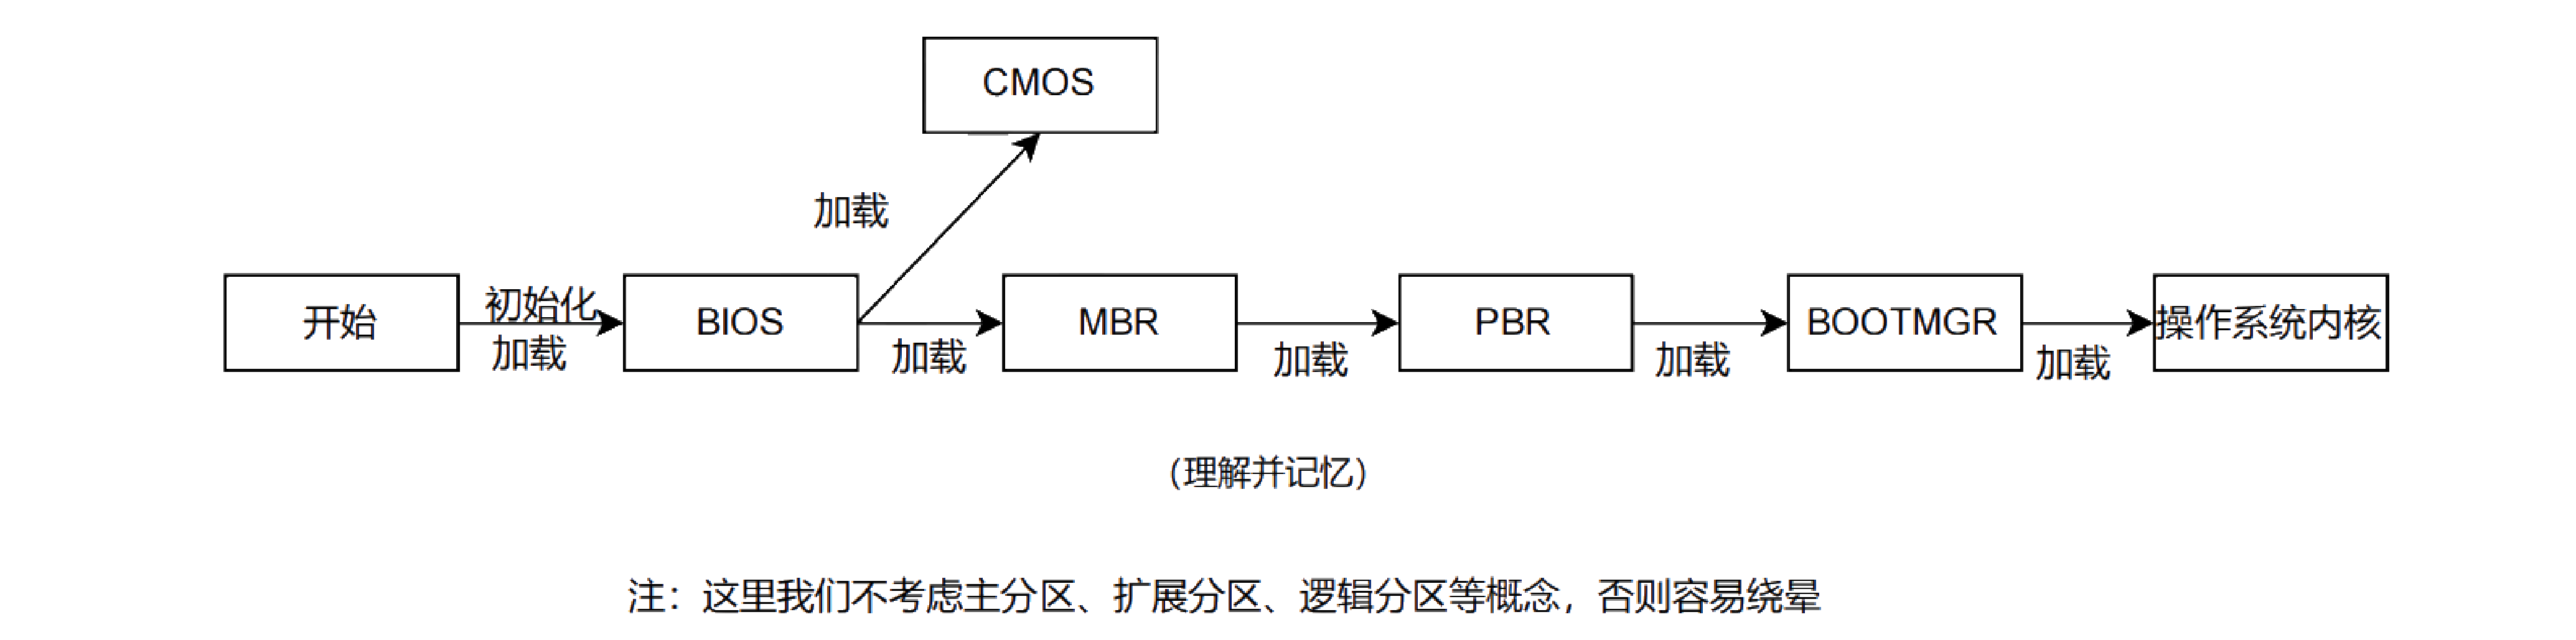 CMOS
加载
开始
初始化
加载
BIOS
加载
MBR
加载
PBR
加载
BOOTMGR
加载
操作系统内核
（理解并记忆）
注：这里我们不考虑主分区、扩展分区、逻辑分区等概念，否则容易绕晕